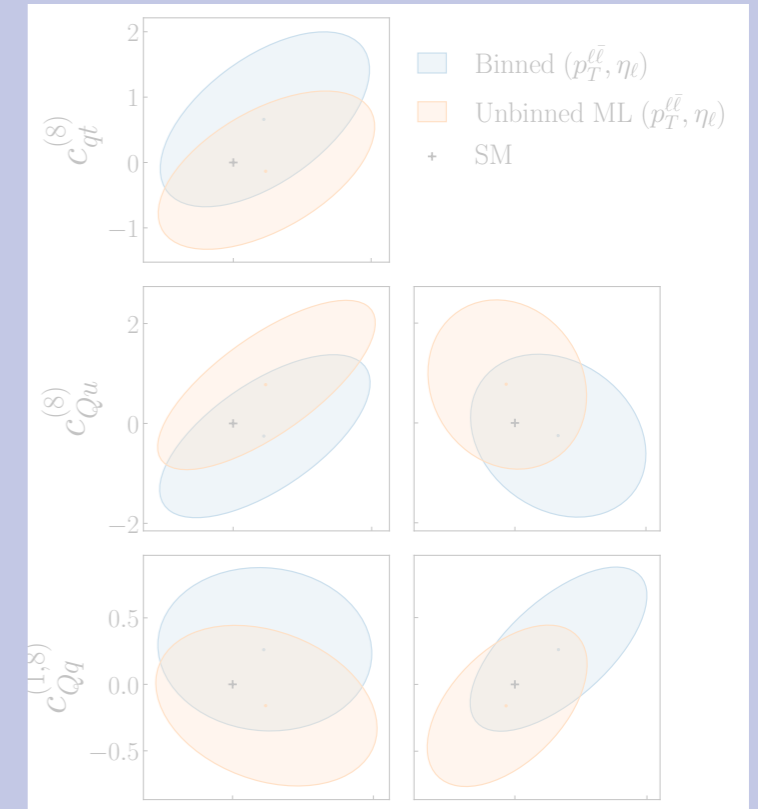 2
1
0
−1
c_{qt}^{(8)}
Binned (p_T^{ℓℓ̄}, η_ℓ)
Unbinned ML (p_T^{ℓℓ̄}, η_ℓ)
+ SM
2
0
−2
c_{Qu}^{(8)}
0.5
0.0
−0.5
c_{Qq}^{(1,8)}